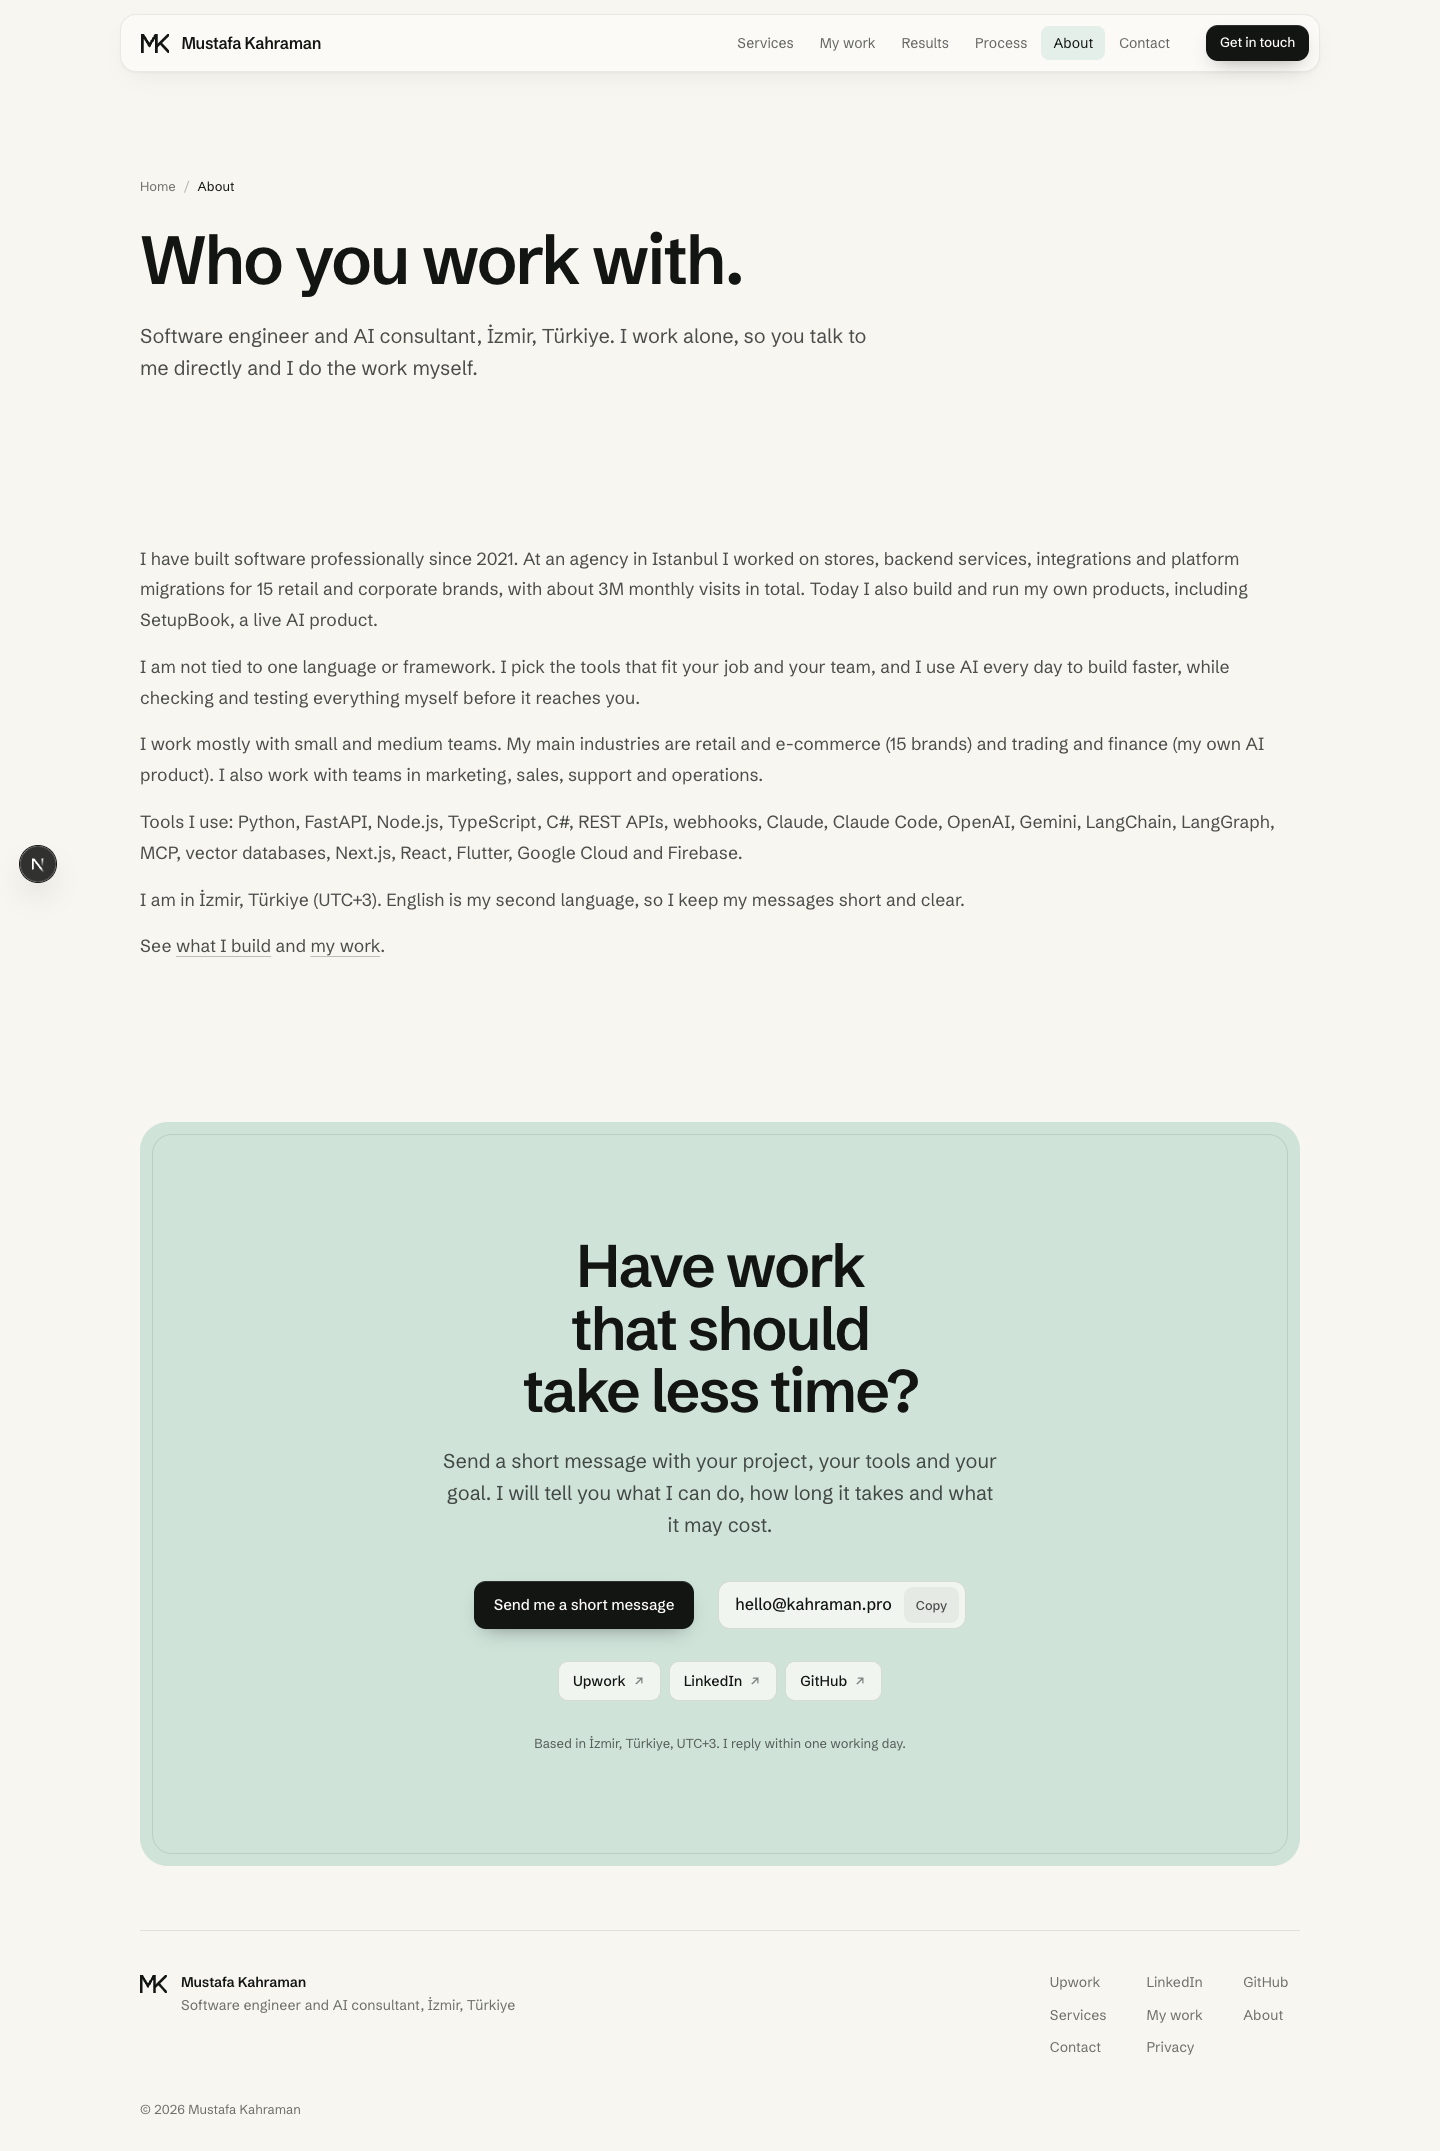 MK Mustafa Kahraman
Services My work Results Process About Contact Get in touch
Home / About
Who you work with.
Software engineer and AI consultant, İzmir, Türkiye. I work alone, so you talk to
me directly and I do the work myself.
I have built software professionally since 2021. At an agency in Istanbul I worked on stores, backend services, integrations and platform
migrations for 15 retail and corporate brands, with about 3M monthly visits in total. Today I also build and run my own products, including
SetupBook, a live AI product.
I am not tied to one language or framework. I pick the tools that fit your job and your team, and I use AI every day to build faster, while
checking and testing everything myself before it reaches you.
I work mostly with small and medium teams. My main industries are retail and e-commerce (15 brands) and trading and finance (my own AI
product). I also work with teams in marketing, sales, support and operations.
Tools I use: Python, FastAPI, Node.js, TypeScript, C#, REST APIs, webhooks, Claude, Claude Code, OpenAI, Gemini, LangChain, LangGraph,
MCP, vector databases, Next.js, React, Flutter, Google Cloud and Firebase.
N
I am in İzmir, Türkiye (UTC+3). English is my second language, so I keep my messages short and clear.
See what I build and my work.
Have work
that should
take less time?
Send a short message with your project, your tools and your
goal. I will tell you what I can do, how long it takes and what
it may cost.
Send me a short message hello@kahraman.pro Copy
Upwork ↗ LinkedIn ↗ GitHub ↗
Based in İzmir, Türkiye, UTC+3. I reply within one working day.
MK Mustafa Kahraman
Software engineer and AI consultant, İzmir, Türkiye
Upwork LinkedIn GitHub
Services My work About
Contact Privacy
© 2026 Mustafa Kahraman